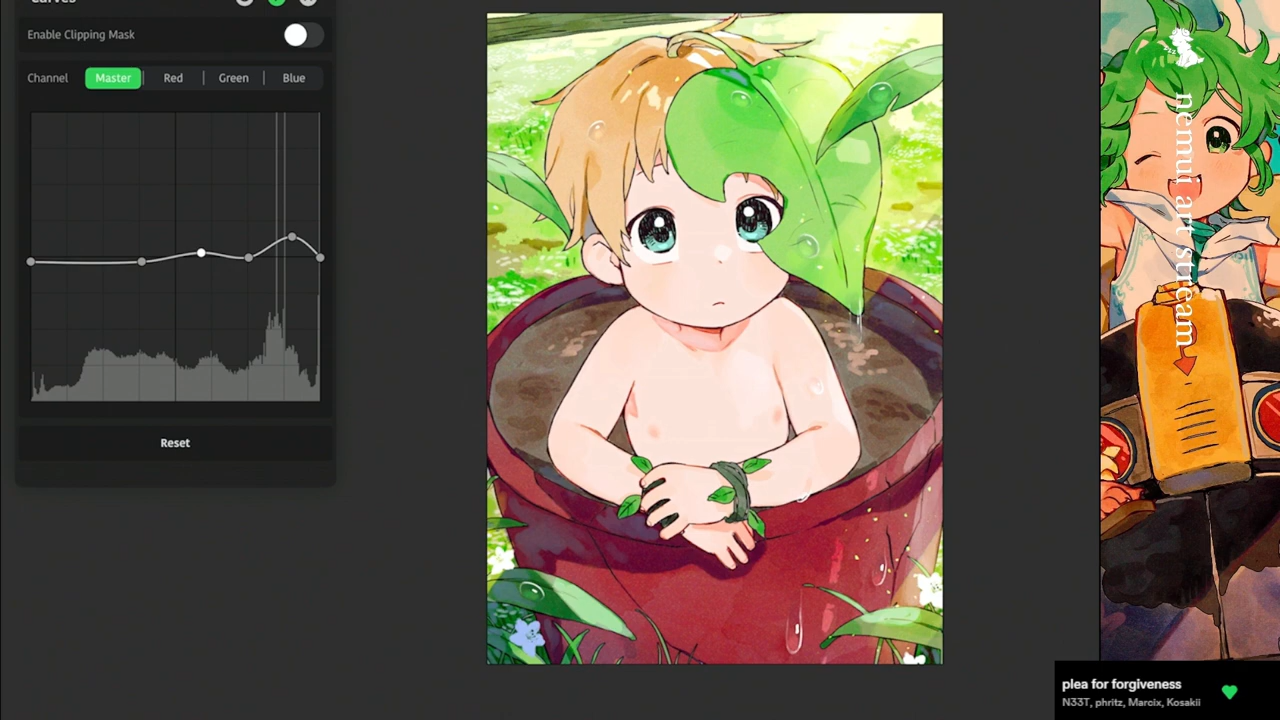 Curves
Enable Clipping Mask
Channel Master Red Green Blue
Reset
nemui art stream
plea for forgiveness
N33T, phritz, Marcix, Kosakii